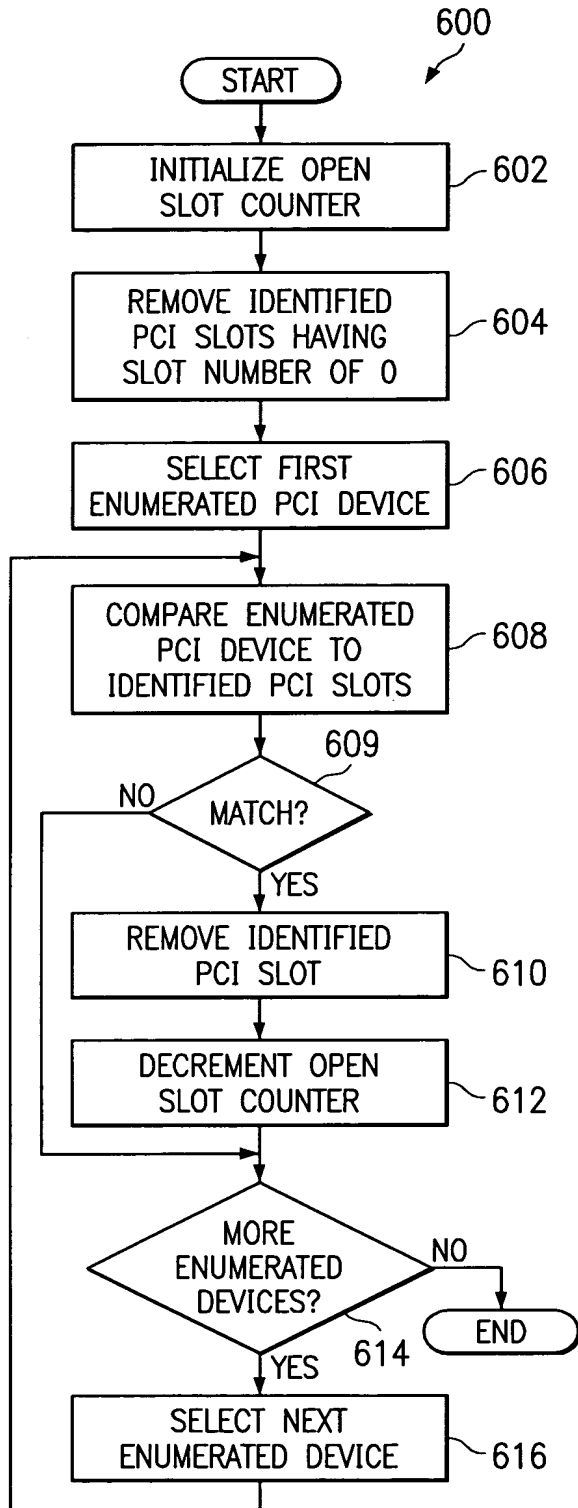 600
START
INITIALIZE OPEN
SLOT COUNTER
602
REMOVE IDENTIFIED
PCI SLOTS HAVING
SLOT NUMBER OF 0
604
SELECT FIRST
ENUMERATED PCI DEVICE
606
COMPARE ENUMERATED
PCI DEVICE TO
IDENTIFIED PCI SLOTS
608
609
NO
MATCH?
YES
REMOVE IDENTIFIED
PCI SLOT
610
DECREMENT OPEN
SLOT COUNTER
612
MORE
ENUMERATED
DEVICES?
NO
614
END
YES
SELECT NEXT
ENUMERATED DEVICE
616